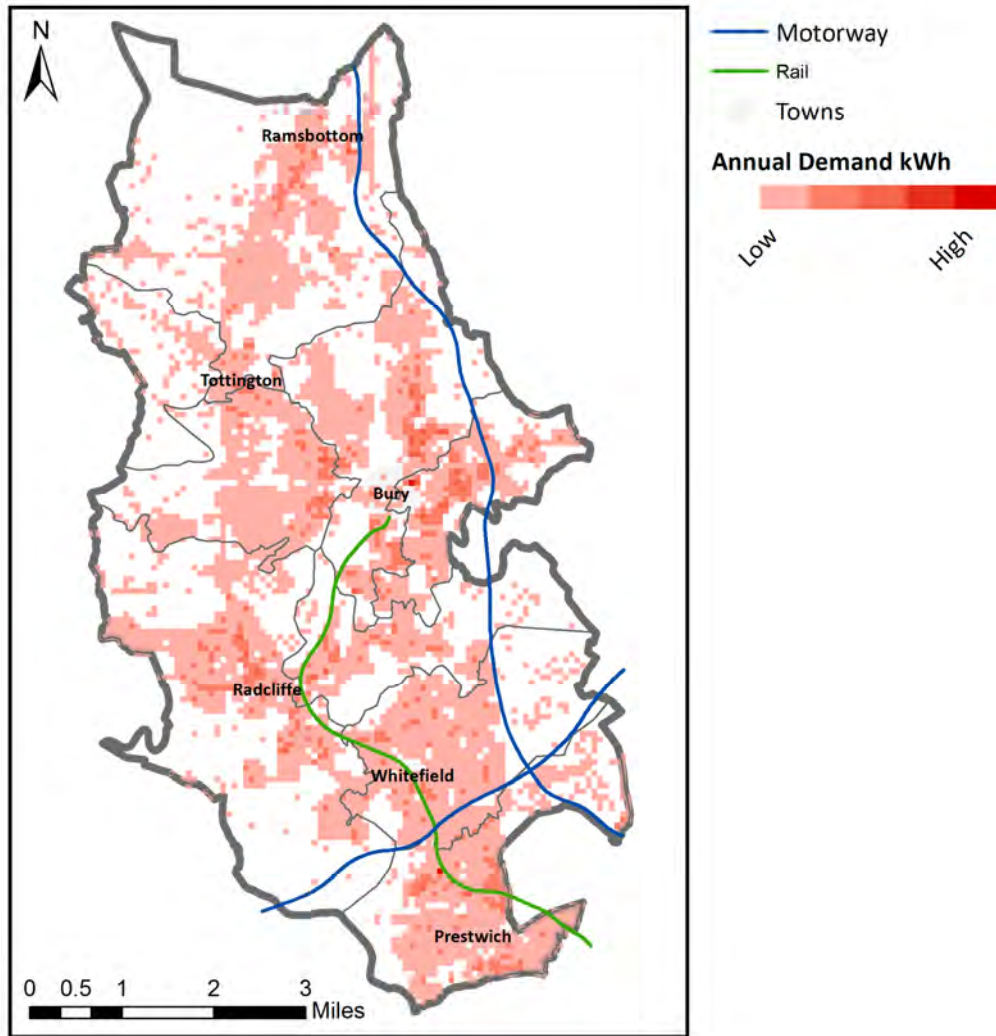 N
Motorway
Rail
Towns
Annual Demand kWh
Low
High
Ramsbottom
Tottington
Bury
Radcliffe
Whitefield
Prestwich
0 0.5 1 2 3
Miles